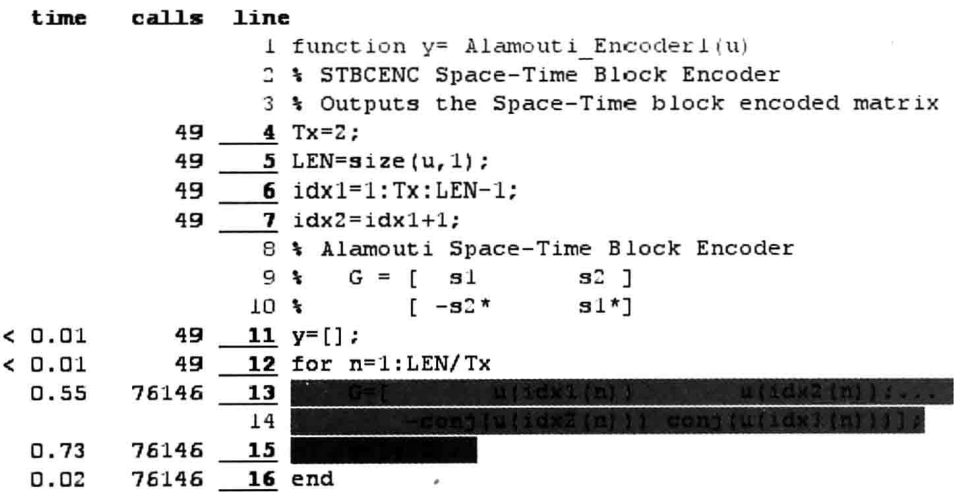 time calls line
1 function y= Alamouti_Encoder1(u)
2 % STBCENC Space-Time Block Encoder
3 % Outputs the Space-Time block encoded matrix
49 4 Tx=2;
49 5 LEN=size(u,1);
49 6 idx1=1:Tx:LEN-1;
49 7 idx2=idx1+1;
8 % Alamouti Space-Time Block Encoder
9 % G = [ s1 s2 ]
10 % [ -s2* s1*]
< 0.01 49 11 y=[];
< 0.01 49 12 for n=1:LEN/Tx
0.55 76146 13 G=[ u(idx1(n)) u(idx2(n));...
14 -conj(u(idx2(n))) conj(u(idx1(n)))];
0.73 76146 15
0.02 76146 16 end